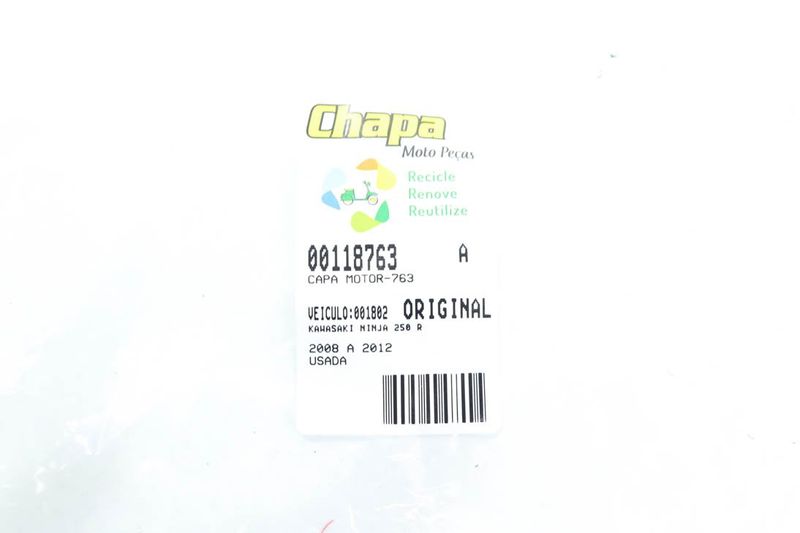 Chapa
Moto Peças
Recicle
Renove
Reutilize
00118763 A
CAPA MOTOR-763
VEICULO:001802 ORIGINAL
KAWASAKI NINJA 250 R
2008 A 2012
USADA